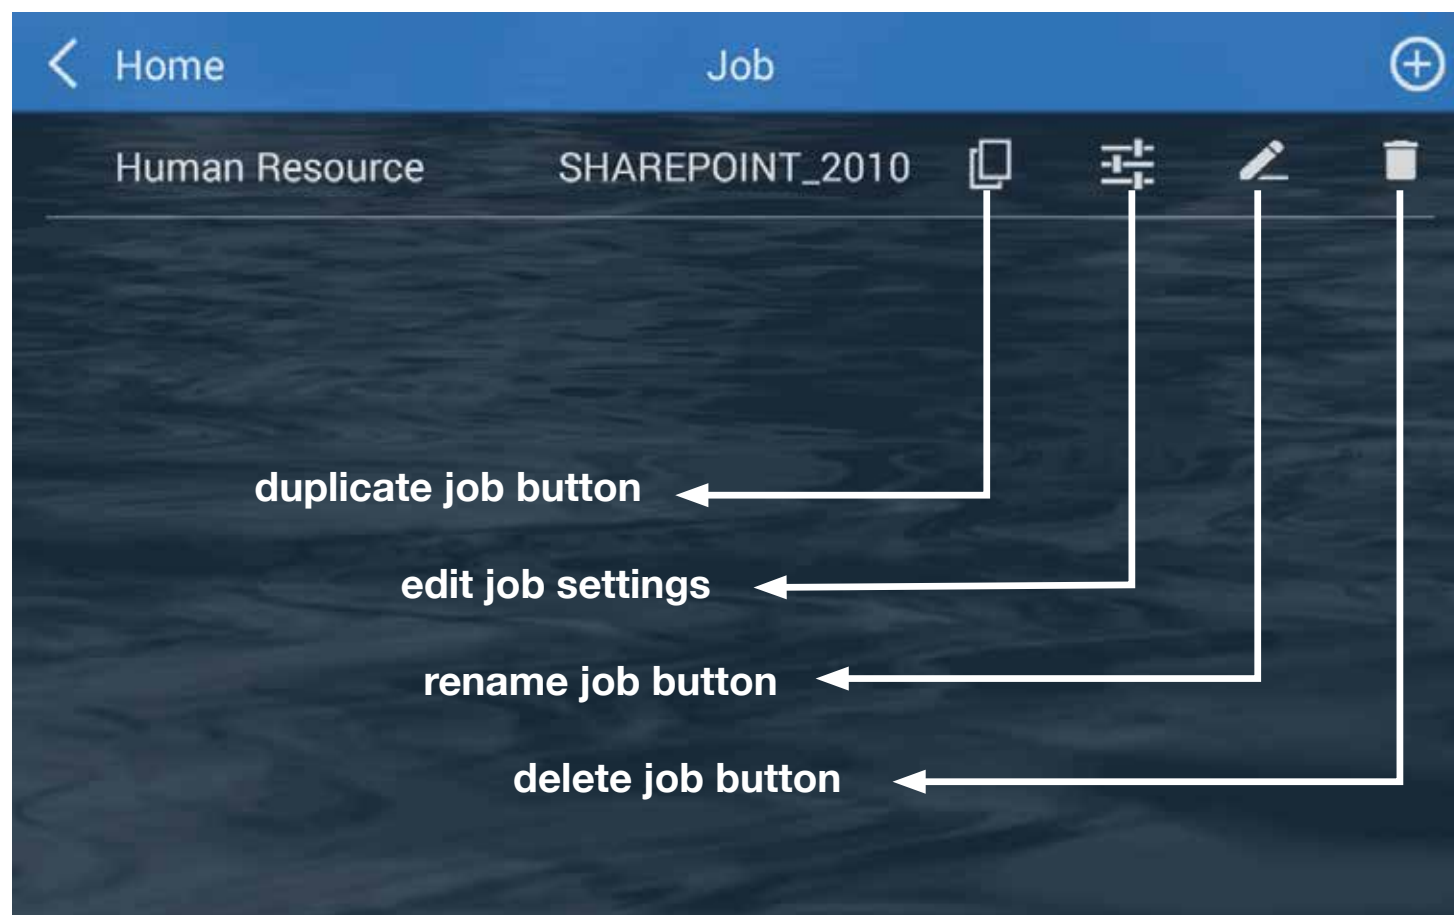 Home Job
Human Resource SHAREPOINT_2010
duplicate job button
edit job settings
rename job button
delete job button